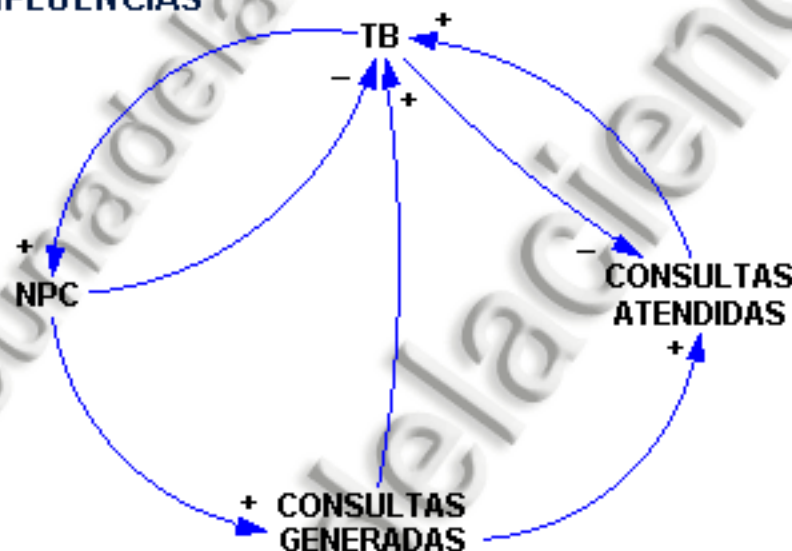 TB
+
−
+
−
+
NPC
CONSULTAS
ATENDIDAS
+
+
CONSULTAS
GENERADAS